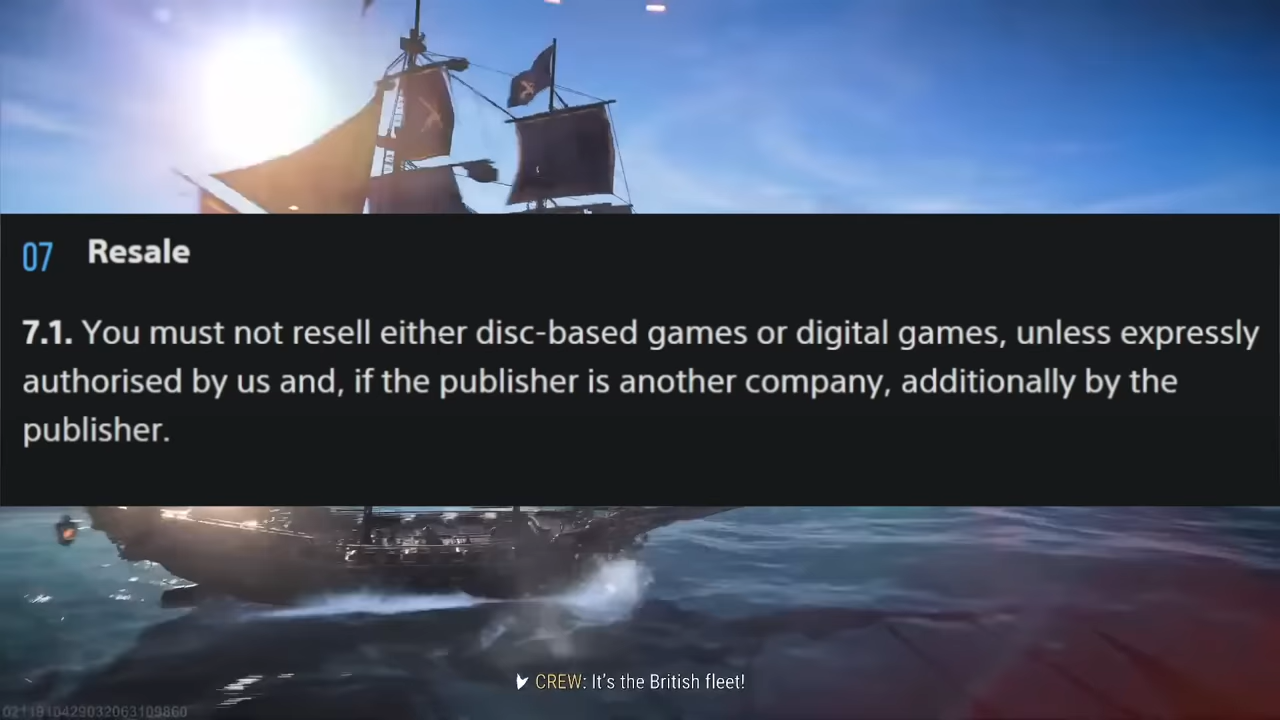 07 Resale
7.1. You must not resell either disc-based games or digital games, unless expressly
authorised by us and, if the publisher is another company, additionally by the
publisher.
CREW: It's the British fleet!
0211910429032063109860